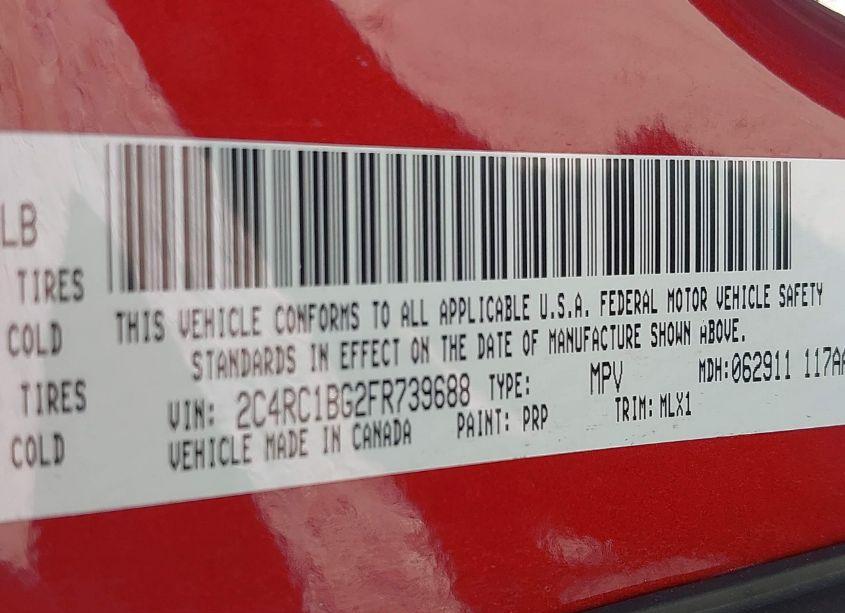 LB
TIRES
COLD
TIRES
COLD
THIS VEHICLE CONFORMS TO ALL APPLICABLE U.S.A. FEDERAL MOTOR VEHICLE SAFETY
STANDARDS IN EFFECT ON THE DATE OF MANUFACTURE SHOWN ABOVE.
VIN: 2C4RC1BG2FR739688 TYPE: MPV MDH:062911 117AA
VEHICLE MADE IN CANADA PAINT: PRP TRIM: MLX1